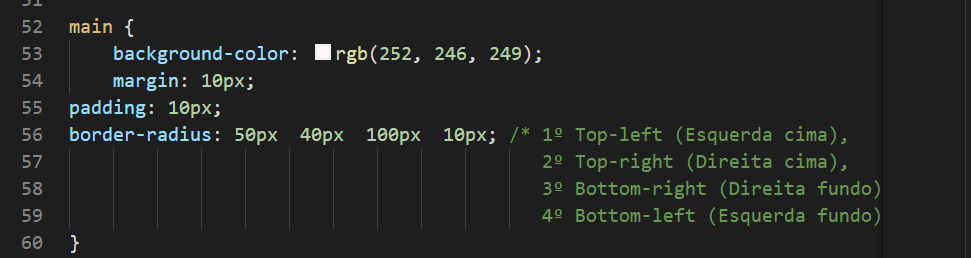 51
52 main {
53 background-color: rgb(252, 246, 249);
54 margin: 10px;
55 padding: 10px;
56 border-radius: 50px 40px 100px 10px; /* 1º Top-left (Esquerda cima),
57 2º Top-right (Direita cima),
58 3º Bottom-right (Direita fundo)
59 4º Bottom-left (Esquerda fundo)
60 }